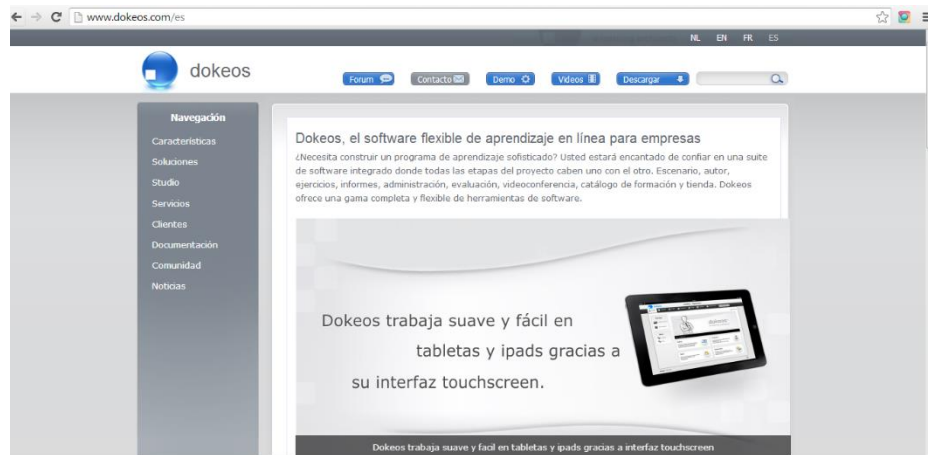 www.dokeos.com/es
NL EN FR ES
dokeos
Forum Contacto Demo Videos Descargar
Navegación
Características
Soluciones
Studio
Servicios
Clientes
Documentación
Comunidad
Noticias
Dokeos, el software flexible de aprendizaje en línea para empresas
¿Necesita construir un programa de aprendizaje sofisticado? Usted estará encantado de confiar en una suite
de software integrado donde todas las etapas del proyecto caben uno con el otro. Escenario, autor,
ejercicios, informes, administración, evaluación, videoconferencia, catálogo de formación y tienda. Dokeos
ofrece una gama completa y flexible de herramientas de software.
Dokeos trabaja suave y fácil en
tabletas y ipads gracias a
su interfaz touchscreen.
Dokeos trabaja suave y facil en tabletas y ipads gracias a interfaz touchscreen